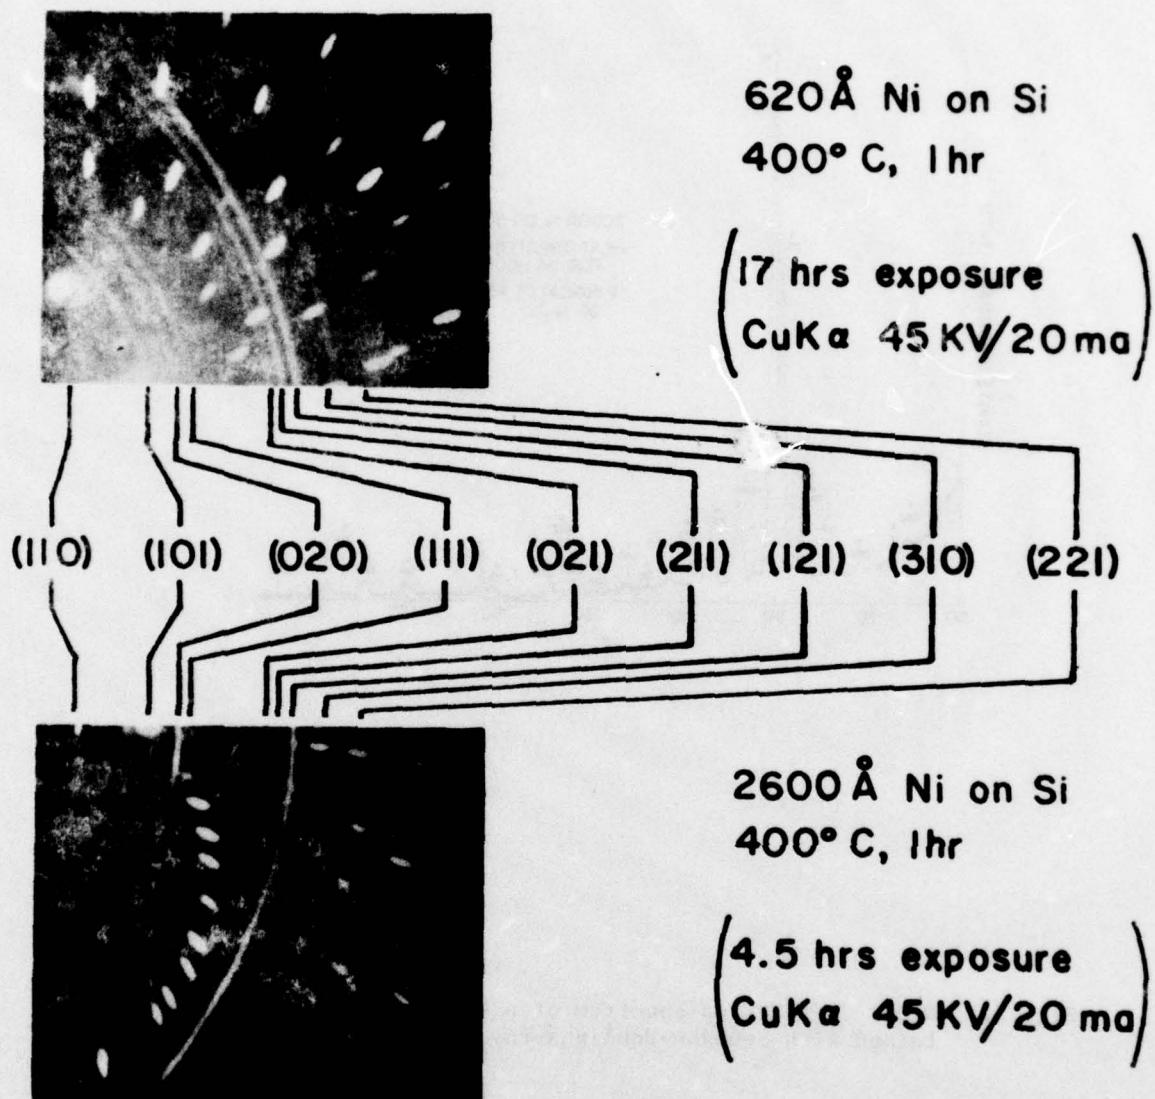 620Å Ni on Si
400° C, 1hr
(17 hrs exposure
CuKα 45KV/20ma)
(110) (101) (020) (111) (021) (211) (121) (310) (221)
2600Å Ni on Si
400° C, 1hr
(4.5 hrs exposure
CuKα 45KV/20ma)